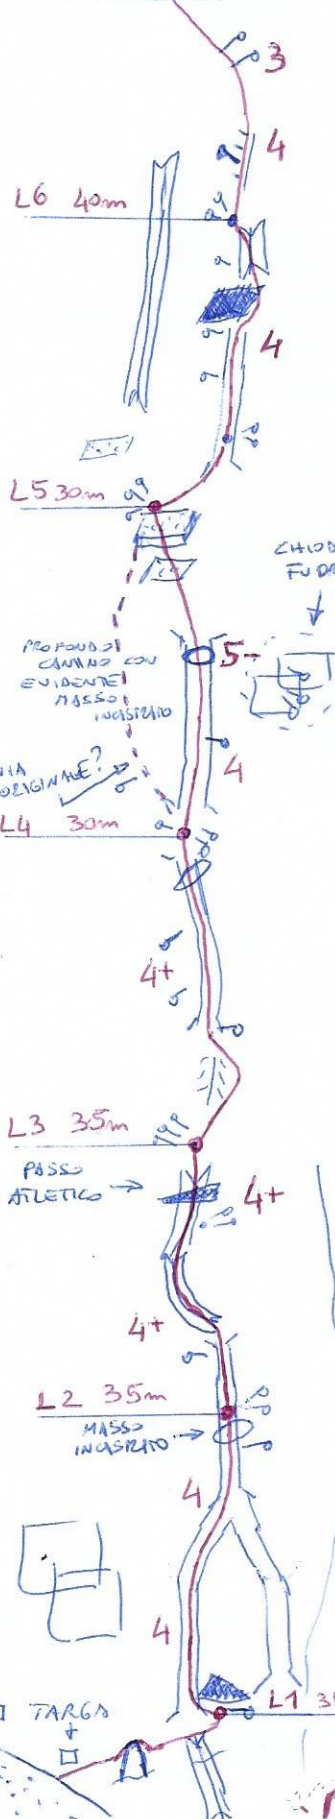 3
4
L6 40m
4
L5 30m
CHIOD
FUOR
PROFONDO
CAMINO CON
EVIDENTE
MASSO
INCASTRATO
5-
VIA
ORIGINALE?
4
L4 30m
4+
L3 35m
PASSO
ATLETICO
4+
4+
L2 35m
MASSO
INCASTRATO
4
4
L1 3
TARGA